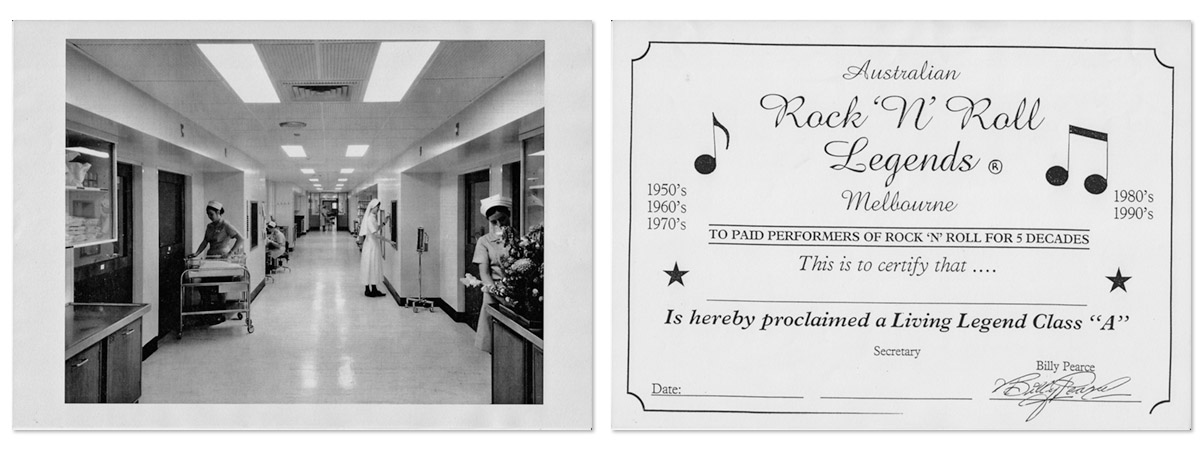 Australian
Rock 'N' Roll
Legends ®
Melbourne
1950's
1960's
1970's
1980's
1990's
TO PAID PERFORMERS OF ROCK 'N' ROLL FOR 5 DECADES
This is to certify that ....
Is hereby proclaimed a Living Legend Class "A"
Secretary
Billy Pearce
Billy Pearce
Date: